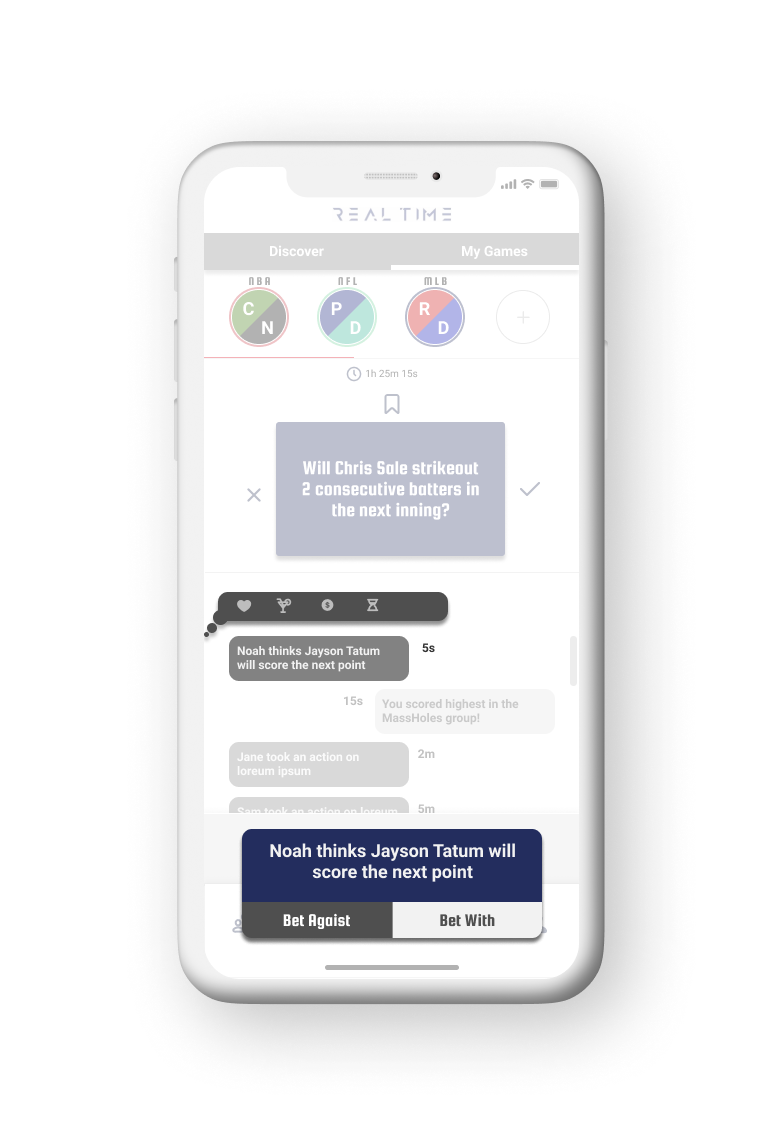 REAL TIME
Discover
My Games
NBA
NFL
MLB
C
N
P
D
R
D
1h 25m 15s
Will Chris Sale strikeout
2 consecutive batters in
the next inning?
Noah thinks Jayson Tatum
will score the next point
5s
15s
You scored highest in the
MassHoles group!
Jane took an action on
loreum ipsum
2m
Sam took an action on loreum
5m
Noah thinks Jayson Tatum will
score the next point
Bet Agaist
Bet With